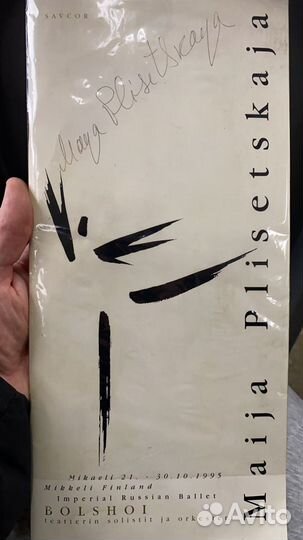 SAVCOR
Maya Plisetskaya
Maija Plisetskaja
Mikaeli 21. - 30.10.1995
Mikkeli Finland
Imperial Russian Ballet
BOLSHOI
teatterin solistit ja
Avito